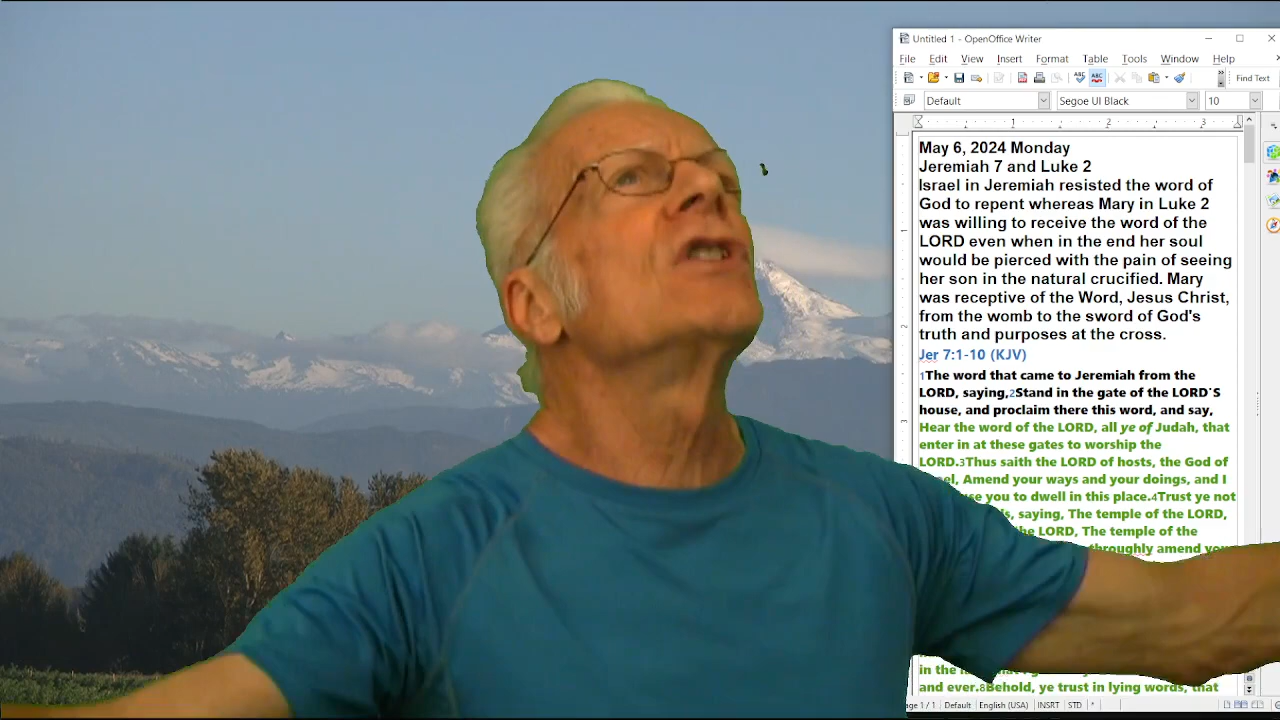 Untitled 1 - OpenOffice Writer
File Edit View Insert Format Table Tools Window Help
Find Text
Default Segoe UI Black 10
1 2 3
May 6, 2024 Monday
Jeremiah 7 and Luke 2
Israel in Jeremiah resisted the word of
God to repent whereas Mary in Luke 2
was willing to receive the word of the
LORD even when in the end her soul
would be pierced with the pain of seeing
her son in the natural crucified. Mary
was receptive of the Word, Jesus Christ,
from the womb to the sword of God's
truth and purposes at the cross.
Jer 7:1-10 (KJV)
1The word that came to Jeremiah from the
LORD, saying,2Stand in the gate of the LORD'S
house, and proclaim there this word, and say,
Hear the word of the LORD, all ye of Judah, that
enter in at these gates to worship the
LORD.3Thus saith the LORD of hosts, the God of
Amend your ways and your doings, and I
you to dwell in this place.4Trust ye not
saying, The temple of the LORD,
the LORD, The temple of the
throughly amend
in the
and ever.8Behold, ye trust in lying words, that
1 / 1 Default English (USA) INSRT STD *